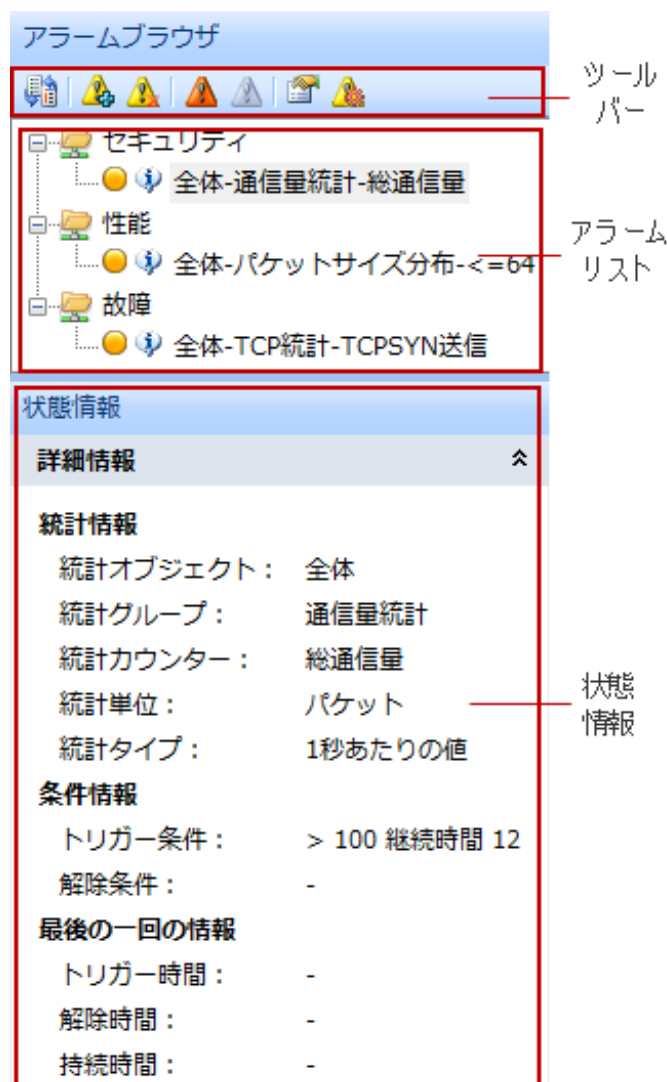 アラームブラウザ
ツール
バー
セキュリティ
全体-通信量統計-総通信量
性能
全体-パケットサイズ分布-<=64
アラーム
リスト
故障
全体-TCP統計-TCPSYN送信
状態情報
詳細情報
統計情報
統計オブジェクト： 全体
統計グループ： 通信量統計
統計カウンター： 総通信量
統計単位： パケット
統計タイプ： 1秒あたりの値
状態
情報
条件情報
トリガー条件： > 100 継続時間 12
解除条件： -
最後の一回の情報
トリガー時間： -
解除時間： -
持続時間： -